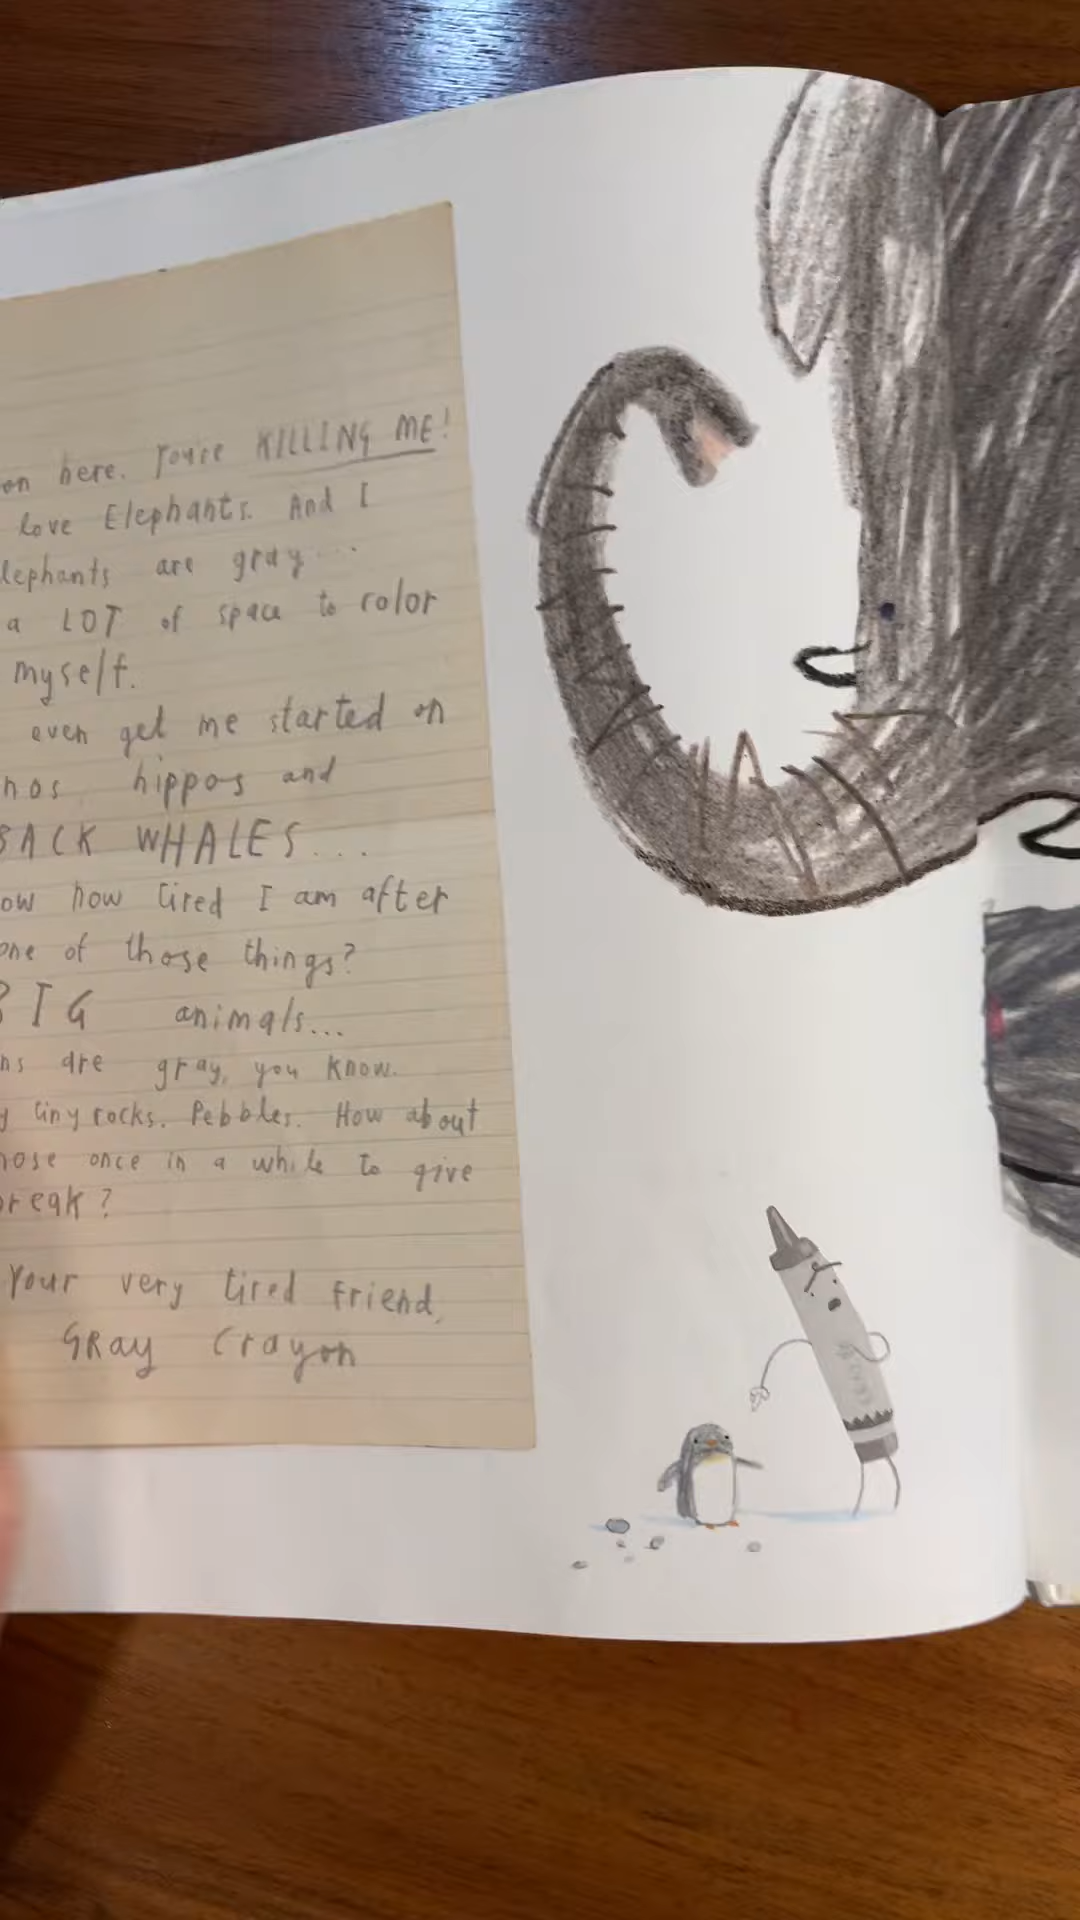 on here. You're KILLING ME!
love Elephants. And I
lephants are gray...
a LOT of space to color
myself.
even get me started on
nos hippos and
BACK WHALES...
ow how tired I am after
one of those things?
BIG animals...
ns are gray, you know.
y tiny rocks. Pebbles. How about
hose once in a while to give
break?
Your very tired friend,
GRay Crayon